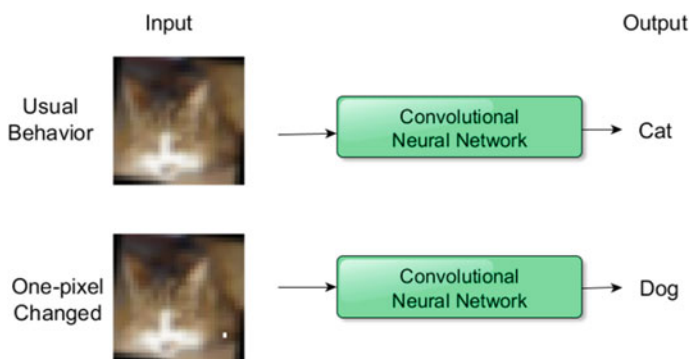 Input
Output
Usual
Behavior
Convolutional
Neural Network
Cat
One-pixel
Changed
Convolutional
Neural Network
Dog